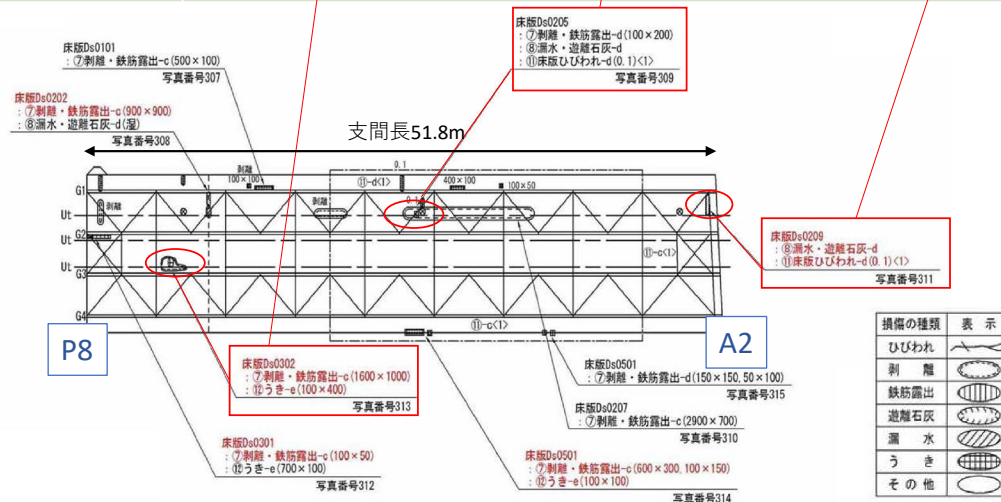 床版Ds0205
:⑦剥離・鉄筋露出-d(100×200)
:⑧漏水・遊離石灰-d
:⑪床版ひびわれ-d(0.1)<1>
写真番号309
床版Ds0101
:⑦剥離・鉄筋露出-c(500×100)
写真番号307
床版Ds0202
:⑦剥離・鉄筋露出-c(900×900)
:⑧漏水・遊離石灰-d(湿)
写真番号308
支間長51.8m
剥離
100×100
⑪-d<1>
0.1
400×100
100×50
G1
剥離
剥離
0.1
Ut
G2
Ut
⑪-c<1>
G3
G4
⑪-c<1>
床版Ds0209
:⑧漏水・遊離石灰-d
:⑪床版ひびわれ-d(0.1)<1>
写真番号311
P8
A2
床版Ds0302
:⑦剥離・鉄筋露出-c(1600×1000)
:⑫うき-e(100×400)
写真番号313
床版Ds0501
:⑦剥離・鉄筋露出-d(150×150,50×100)
写真番号315
床版Ds0207
:⑦剥離・鉄筋露出-c(2900×700)
写真番号310
床版Ds0301
:⑦剥離・鉄筋露出-c(100×50)
:⑫うき-e(700×100)
写真番号312
床版Ds0501
:⑦剥離・鉄筋露出-c(600×300,100×150)
:⑫うき-e(100×100)
写真番号314
損傷の種類 表 示
ひびわれ
剥 離
鉄筋露出
遊離石灰
漏 水
う き
その他